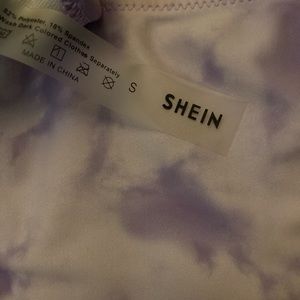 82% Polyester, 18% Spandex
Wash Dark Colored Clothes Separately
MADE IN CHINA
S
SHEIN